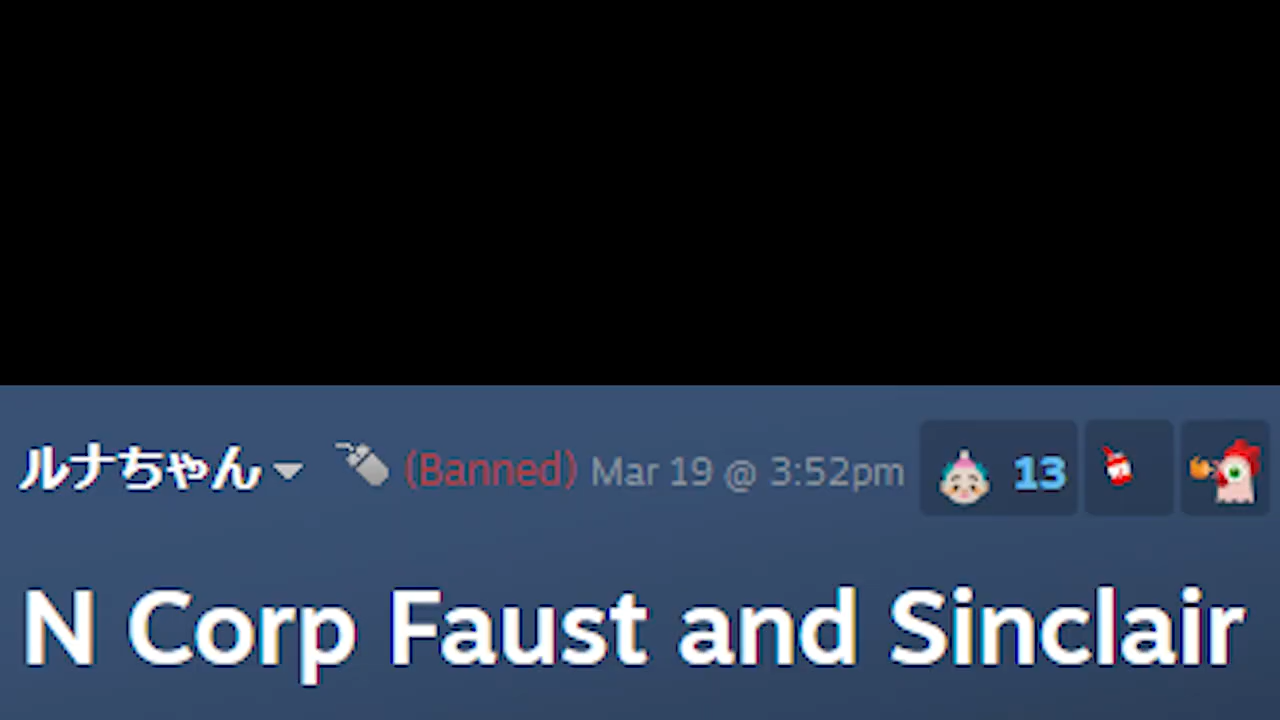 ルナちゃん (Banned) Mar 19 @ 3:52pm 13
N Corp Faust and Sinclair